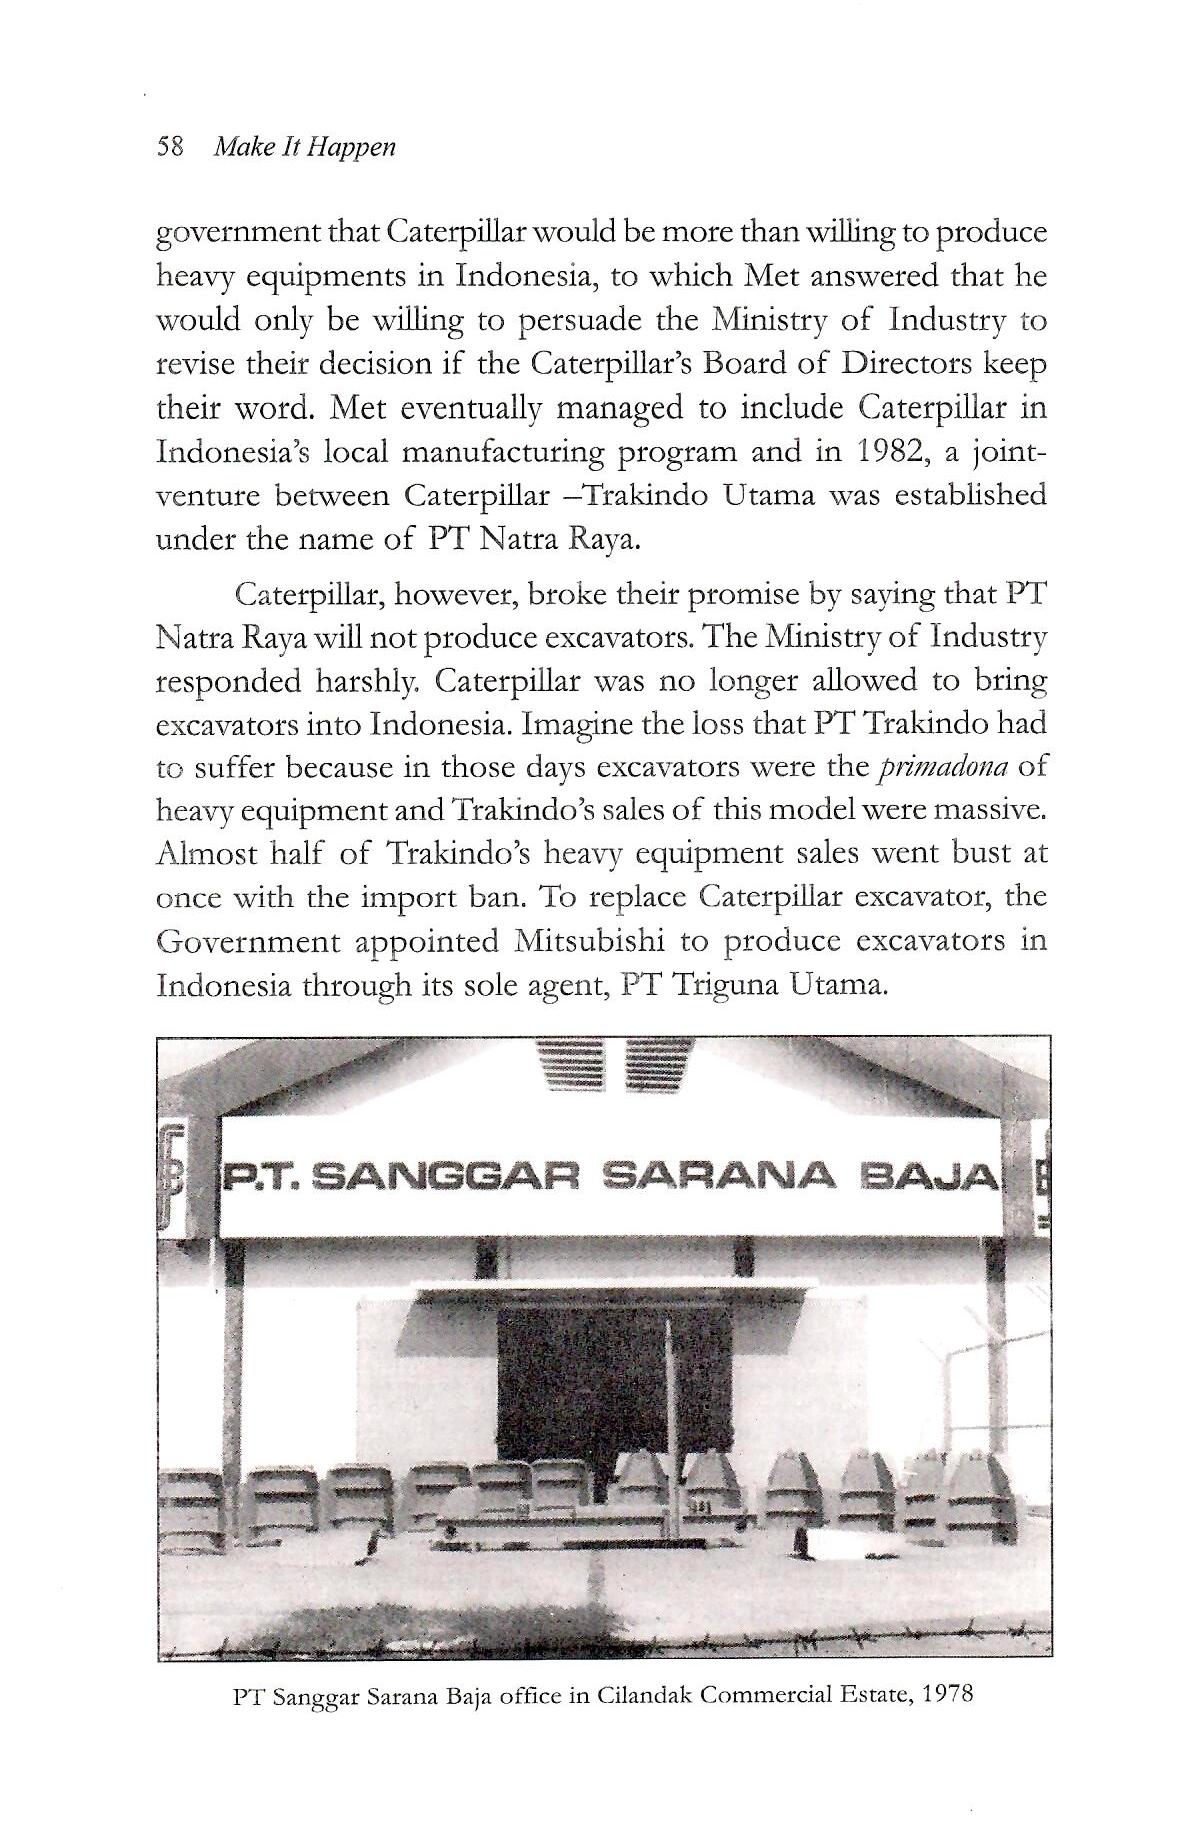 58 Make It Happen
government that Caterpillar would be more than willing to produce
heavy equipments in Indonesia, to which Met answered that he
would only be willing to persuade the Ministry of Industry to
revise their decision if the Caterpillar's Board of Directors keep
their word. Met eventually managed to include Caterpillar in
Indonesia's local manufacturing program and in 1982, a joint-
venture between Caterpillar –Trakindo Utama was established
under the name of PT Natra Raya.
Caterpillar, however, broke their promise by saying that PT
Natra Raya will not produce excavators. The Ministry of Industry
responded harshly. Caterpillar was no longer allowed to bring
excavators into Indonesia. Imagine the loss that PT Trakindo had
to suffer because in those days excavators were the primadona of
heavy equipment and Trakindo's sales of this model were massive.
Almost half of Trakindo's heavy equipment sales went bust at
once with the import ban. To replace Caterpillar excavator, the
Government appointed Mitsubishi to produce excavators in
Indonesia through its sole agent, PT Triguna Utama.
P.T. SANGGAR SARANA BAJA
PT Sanggar Sarana Baja office in Cilandak Commercial Estate, 1978